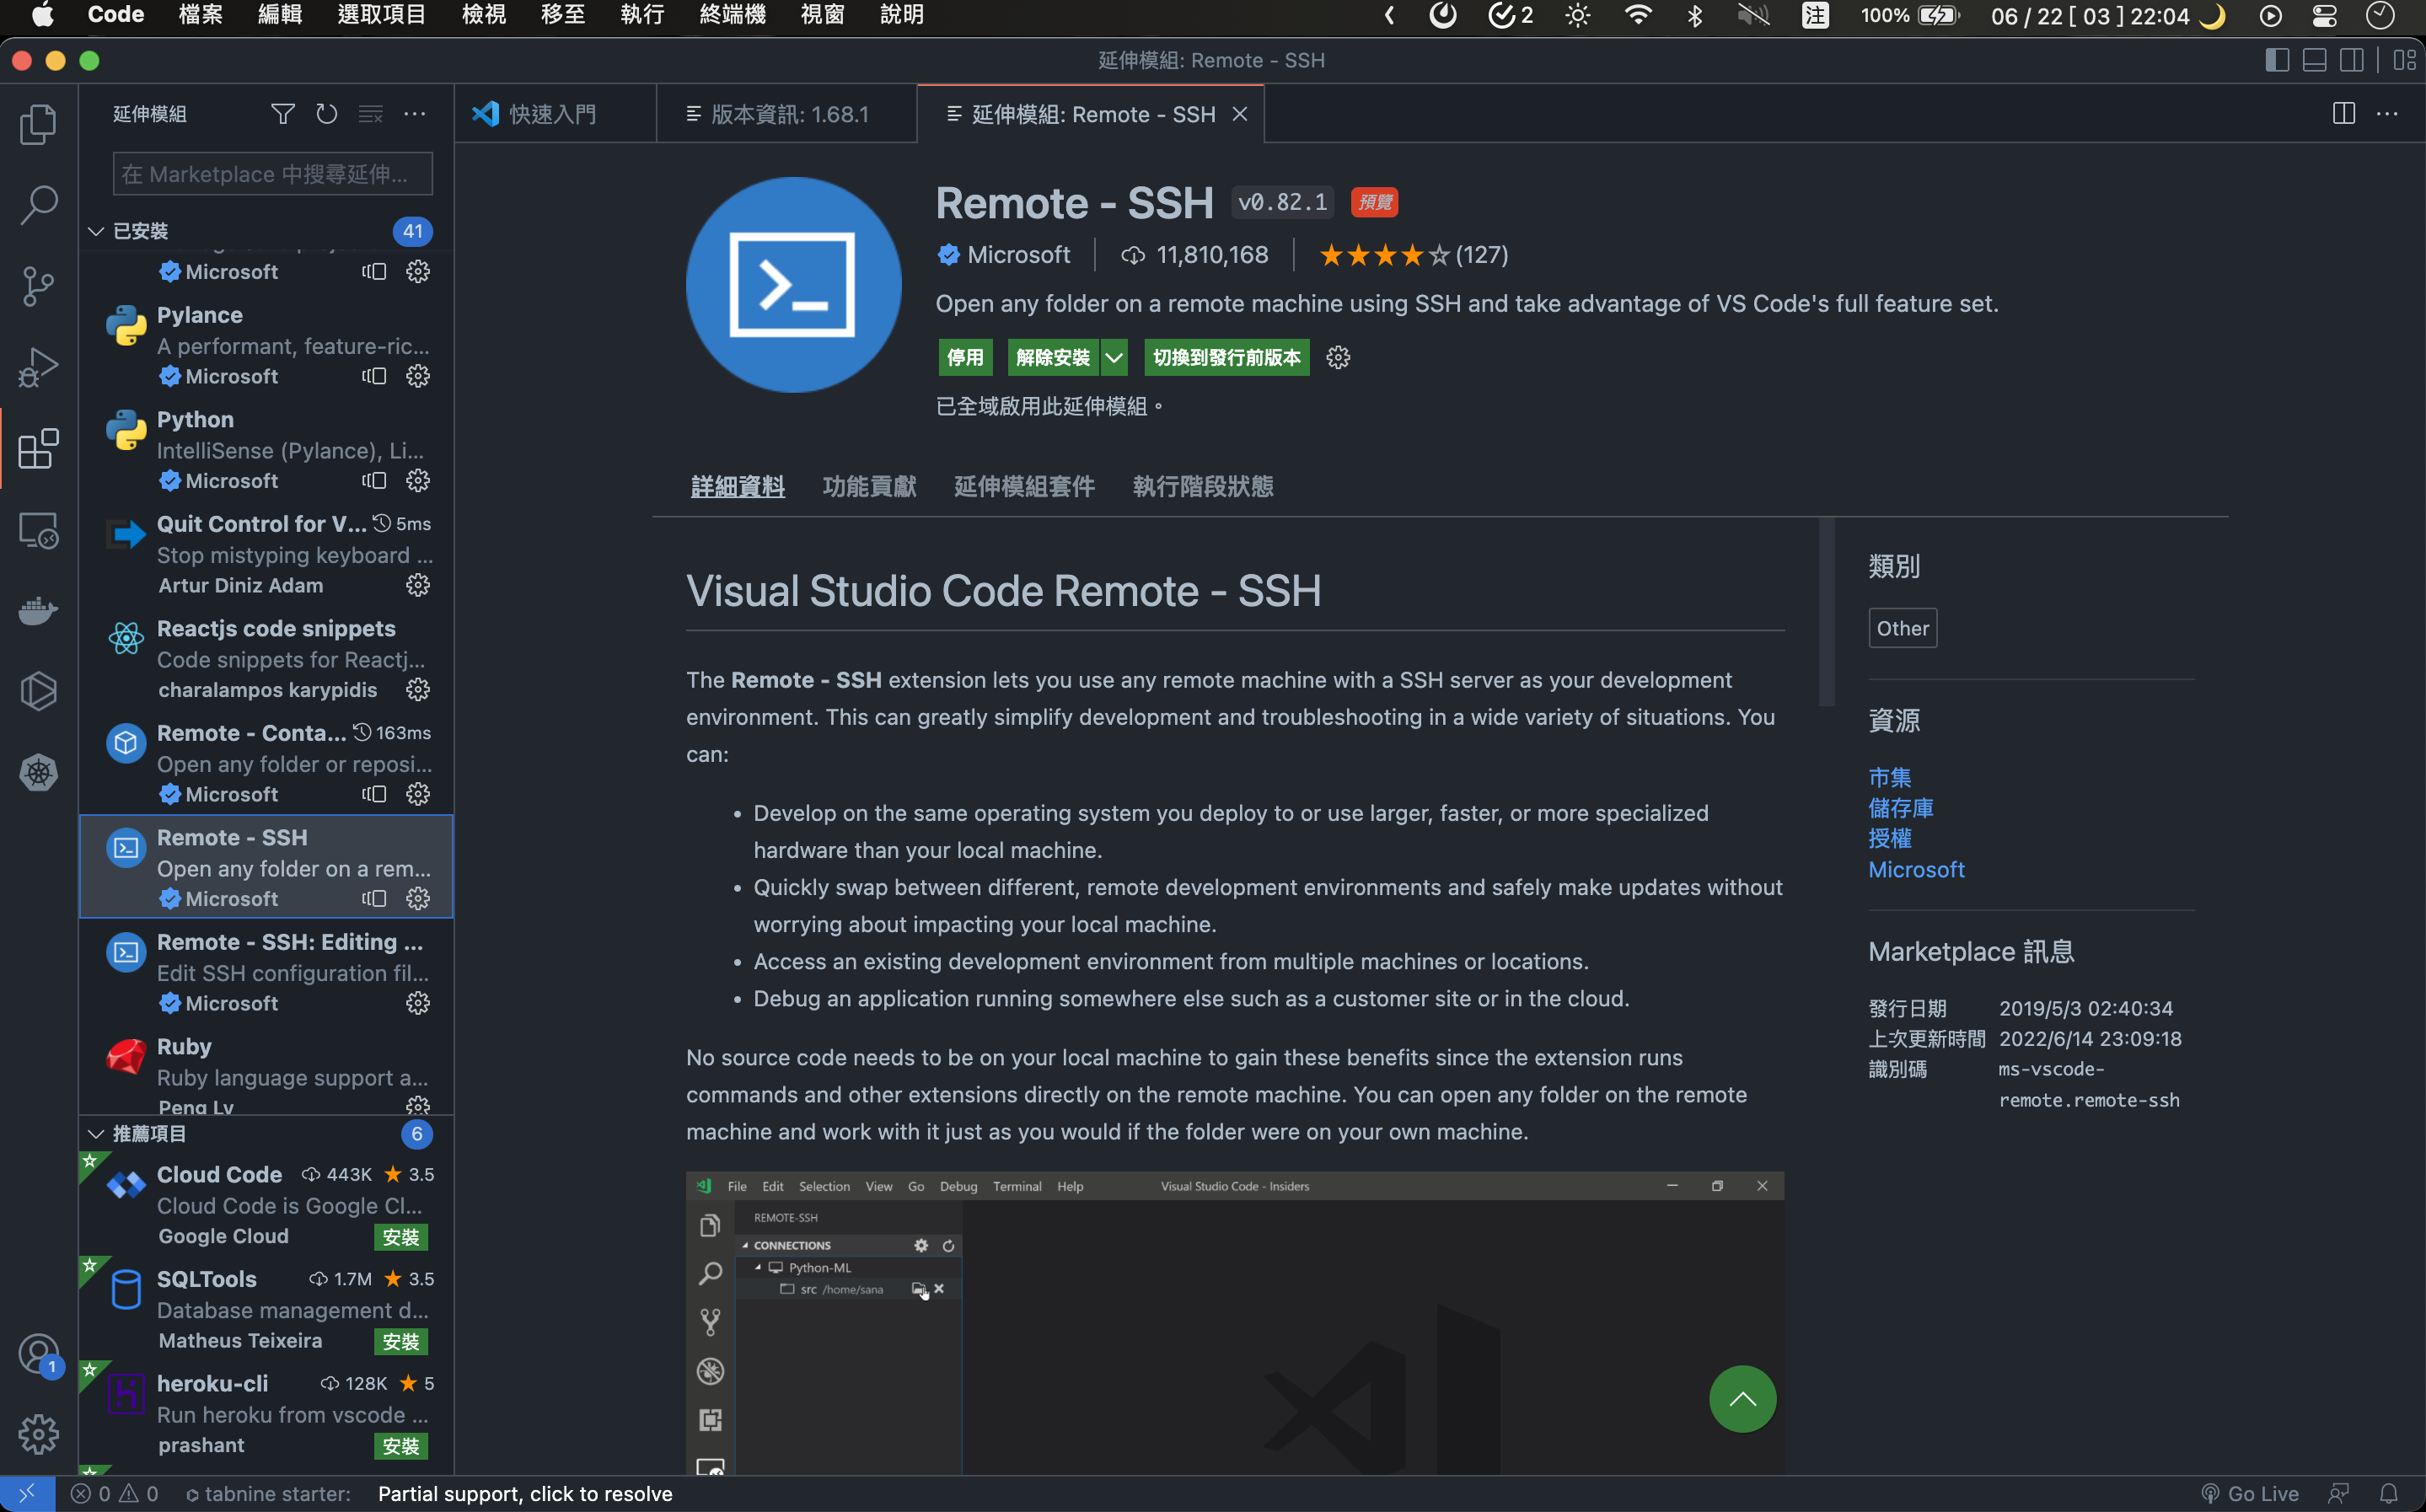 Code 檔案 編輯 選取項目 檢視 移至 執行 終端機 視窗 說明
2 注 100% 06 / 22 [ 03 ] 22:04
延伸模組: Remote - SSH
延伸模組
快速入門
版本資訊: 1.68.1
延伸模組: Remote - SSH
在 Marketplace 中搜尋延伸...
已安裝 41
Microsoft
Pylance
A performant, feature-ric...
Microsoft
Python
IntelliSense (Pylance), Li...
Microsoft
Quit Control for V... 5ms
Stop mistyping keyboard ...
Artur Diniz Adam
Reactjs code snippets
Code snippets for Reactj...
charalampos karypidis
Remote - Conta... 163ms
Open any folder or reposi...
Microsoft
Remote - SSH
Open any folder on a rem...
Microsoft
Remote - SSH: Editing ...
Edit SSH configuration fil...
Microsoft
Ruby
Ruby language support a...
Peng Lv
推薦項目 6
Cloud Code 443K 3.5
Cloud Code is Google Cl...
Google Cloud 安裝
SQLTools 1.7M 3.5
Database management d...
Matheus Teixeira 安裝
heroku-cli 128K 5
Run heroku from vscode ...
prashant 安裝
1
Remote - SSH v0.82.1 預覽
Microsoft 11,810,168 (127)
Open any folder on a remote machine using SSH and take advantage of VS Code's full feature set.
停用 解除安裝 切換到發行前版本
已全域啟用此延伸模組。
詳細資料 功能貢獻 延伸模組套件 執行階段狀態
Visual Studio Code Remote - SSH
The Remote - SSH extension lets you use any remote machine with a SSH server as your development
environment. This can greatly simplify development and troubleshooting in a wide variety of situations. You
can:
• Develop on the same operating system you deploy to or use larger, faster, or more specialized
hardware than your local machine.
• Quickly swap between different, remote development environments and safely make updates without
worrying about impacting your local machine.
• Access an existing development environment from multiple machines or locations.
• Debug an application running somewhere else such as a customer site or in the cloud.
No source code needs to be on your local machine to gain these benefits since the extension runs
commands and other extensions directly on the remote machine. You can open any folder on the remote
machine and work with it just as you would if the folder were on your own machine.
File Edit Selection View Go Debug Terminal Help Visual Studio Code - Insiders
REMOTE-SSH
CONNECTIONS
Python-ML
src /home/sana
類別
Other
資源
市集
儲存庫
授權
Microsoft
Marketplace 訊息
發行日期 2019/5/3 02:40:34
上次更新時間 2022/6/14 23:09:18
識別碼 ms-vscode-
remote.remote-ssh
0 0 tabnine starter: Partial support, click to resolve Go Live